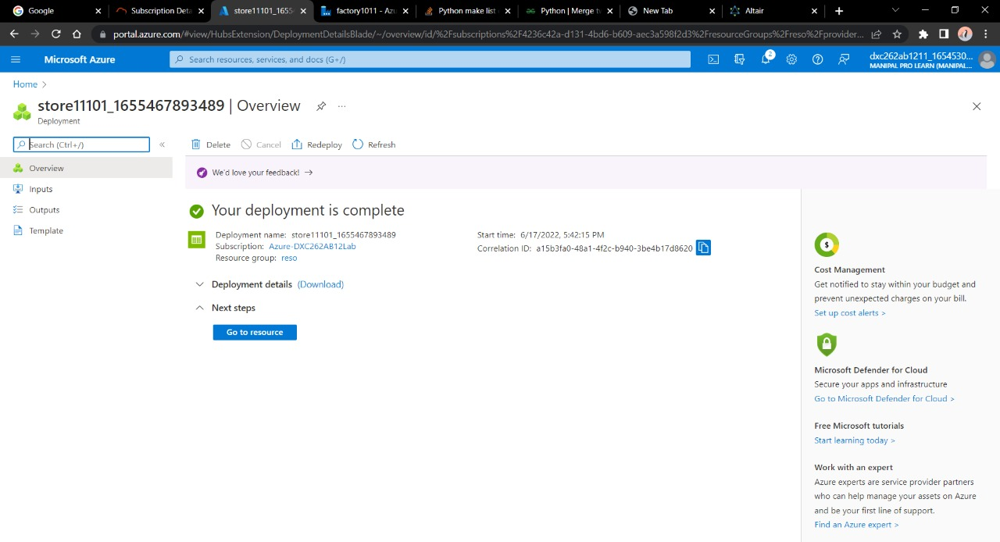 Google
Subscription Deta
store11101_1655
factory1011 - Azu
Python make list
Python | Merge tw
New Tab
Altair
portal.azure.com/#view/HubsExtension/DeploymentDetailsBlade/~/overview/id/%2Fsubscriptions%2F4236c42a-d131-4bd6-b609-aec3a598f2d3%2FresourceGroups%2Freso%2Fprovider...
Microsoft Azure
Search resources, services, and docs (G+/)
2
dxc262ab1211_1654530...
MANIPAL PRO LEARN (MANIPAL...
Home >
store11101_1655467893489 | Overview
...
Deployment
Search (Ctrl+/)
«
Delete
Cancel
Redeploy
Refresh
Overview
Inputs
Outputs
Template
We'd love your feedback! →
Your deployment is complete
Deployment name: store11101_1655467893489
Subscription: Azure-DXC262AB12Lab
Resource group: reso
Start time: 6/17/2022, 5:42:15 PM
Correlation ID: a15b3fa0-48a1-4f2c-b940-3be4b17d8620
Deployment details (Download)
Next steps
Go to resource
$
Cost Management
Get notified to stay within your budget and
prevent unexpected charges on your bill.
Set up cost alerts >
Microsoft Defender for Cloud
Secure your apps and infrastructure
Go to Microsoft Defender for Cloud >
Free Microsoft tutorials
Start learning today >
Work with an expert
Azure experts are service provider partners
who can help manage your assets on Azure
and be your first line of support.
Find an Azure expert >